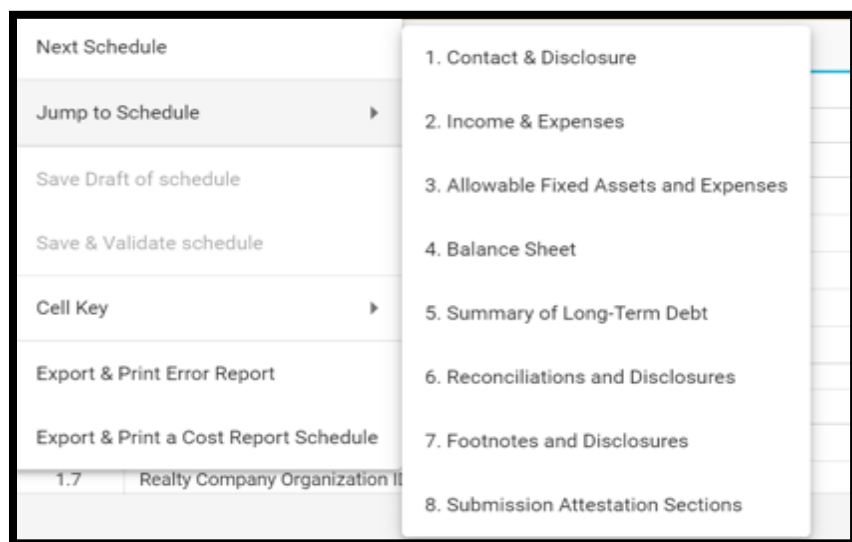 Next Schedule
Jump to Schedule
Save Draft of schedule
Save & Validate schedule
Cell Key
Export & Print Error Report
Export & Print a Cost Report Schedule
1.7 Realty Company Organization
1. Contact & Disclosure
2. Income & Expenses
3. Allowable Fixed Assets and Expenses
4. Balance Sheet
5. Summary of Long-Term Debt
6. Reconciliations and Disclosures
7. Footnotes and Disclosures
8. Submission Attestation Sections